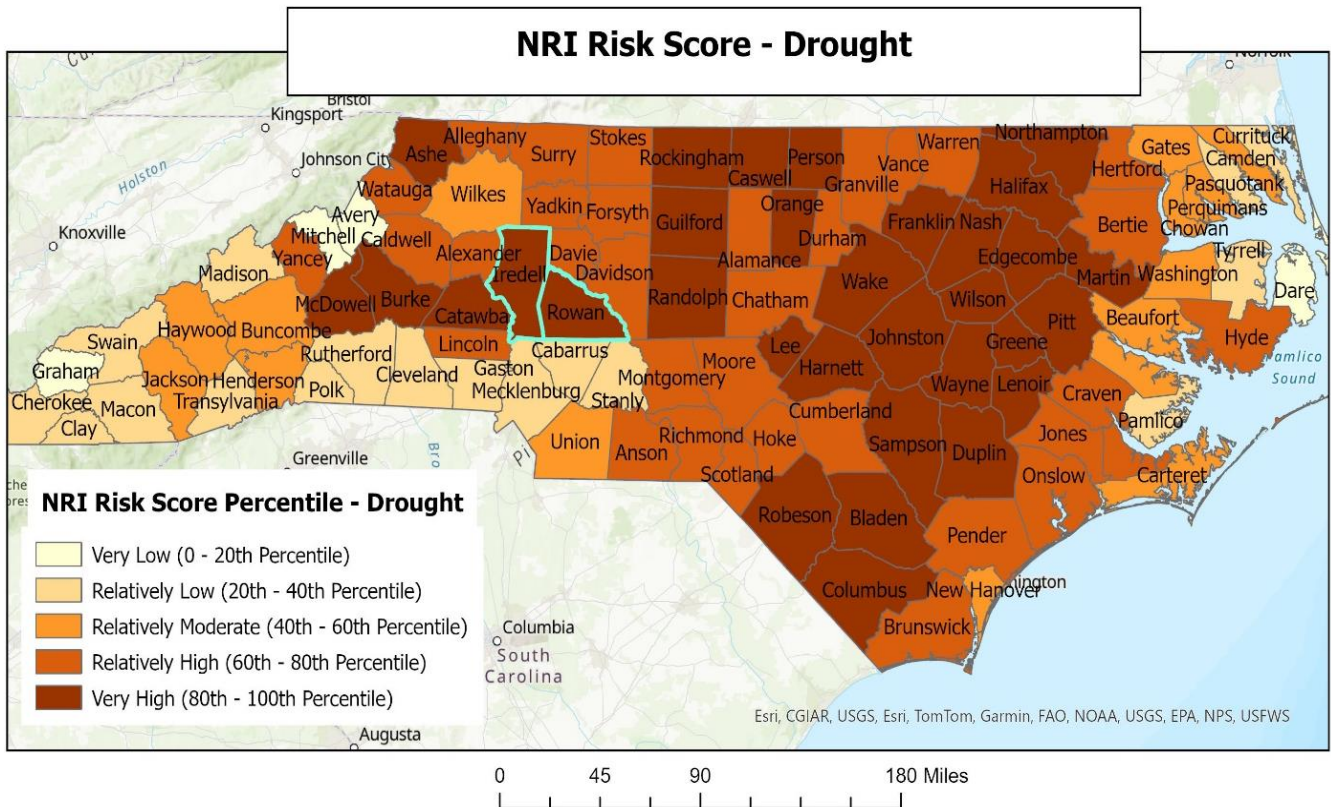 NRI Risk Score - Drought
Norfolk
Bristol
Kingsport
Johnson City
Holston
Knoxville
Alleghany
Ashe
Surry
Stokes
Rockingham
Caswell
Person
Granville
Vance
Warren
Northampton
Halifax
Hertford
Gates
Currituck
Camden
Pasquotank
Perquimans
Chowan
Bertie
Watauga
Wilkes
Yadkin
Forsyth
Guilford
Orange
Durham
Alamance
Franklin
Nash
Edgecombe
Martin
Washington
Tyrrell
Dare
Avery
Mitchell
Yancey
Caldwell
Alexander
Iredell
Davie
Davidson
Randolph
Chatham
Wake
Wilson
Pitt
Beaufort
Hyde
Pamlico
Sound
Madison
McDowell
Burke
Catawba
Rowan
Haywood
Buncombe
Lincoln
Cabarrus
Lee
Johnston
Harnett
Greene
Wayne
Lenoir
Craven
Pamlico
Swain
Graham
Jackson
Henderson
Rutherford
Cleveland
Gaston
Mecklenburg
Montgomery
Moore
Stanly
Cherokee
Macon
Transylvania
Polk
Clay
Union
Anson
Richmond
Scotland
Hoke
Cumberland
Sampson
Duplin
Jones
Onslow
Carteret
Greenville
Robeson
Bladen
Pender
Columbus
New Hanover
Brunswick
NRI Risk Score Percentile - Drought
Very Low (0 - 20th Percentile)
Relatively Low (20th - 40th Percentile)
Relatively Moderate (40th - 60th Percentile)
Relatively High (60th - 80th Percentile)
Very High (80th - 100th Percentile)
Columbia
South
Carolina
Augusta
Esri, CGIAR, USGS, Esri, TomTom, Garmin, FAO, NOAA, USGS, EPA, NPS, USFWS
0 45 90 180 Miles